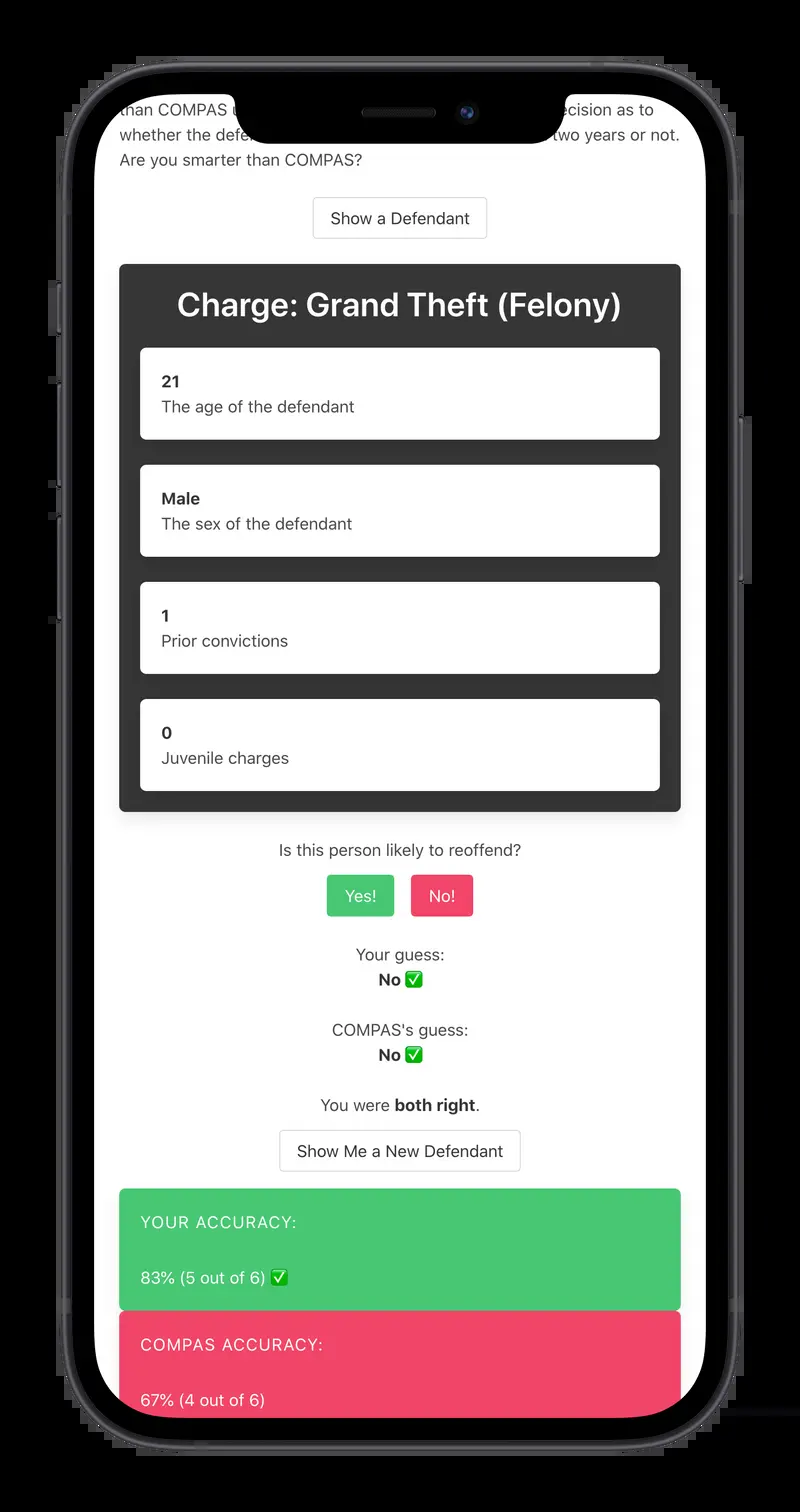 than COMPAS
ecision as to
whether the defe
two years or not.
Are you smarter than COMPAS?
Show a Defendant
Charge: Grand Theft (Felony)
21
The age of the defendant
Male
The sex of the defendant
1
Prior convictions
0
Juvenile charges
Is this person likely to reoffend?
Yes!
No!
Your guess:
No ✅
COMPAS's guess:
No ✅
You were both right.
Show Me a New Defendant
YOUR ACCURACY:
83% (5 out of 6) ✅
COMPAS ACCURACY:
67% (4 out of 6)